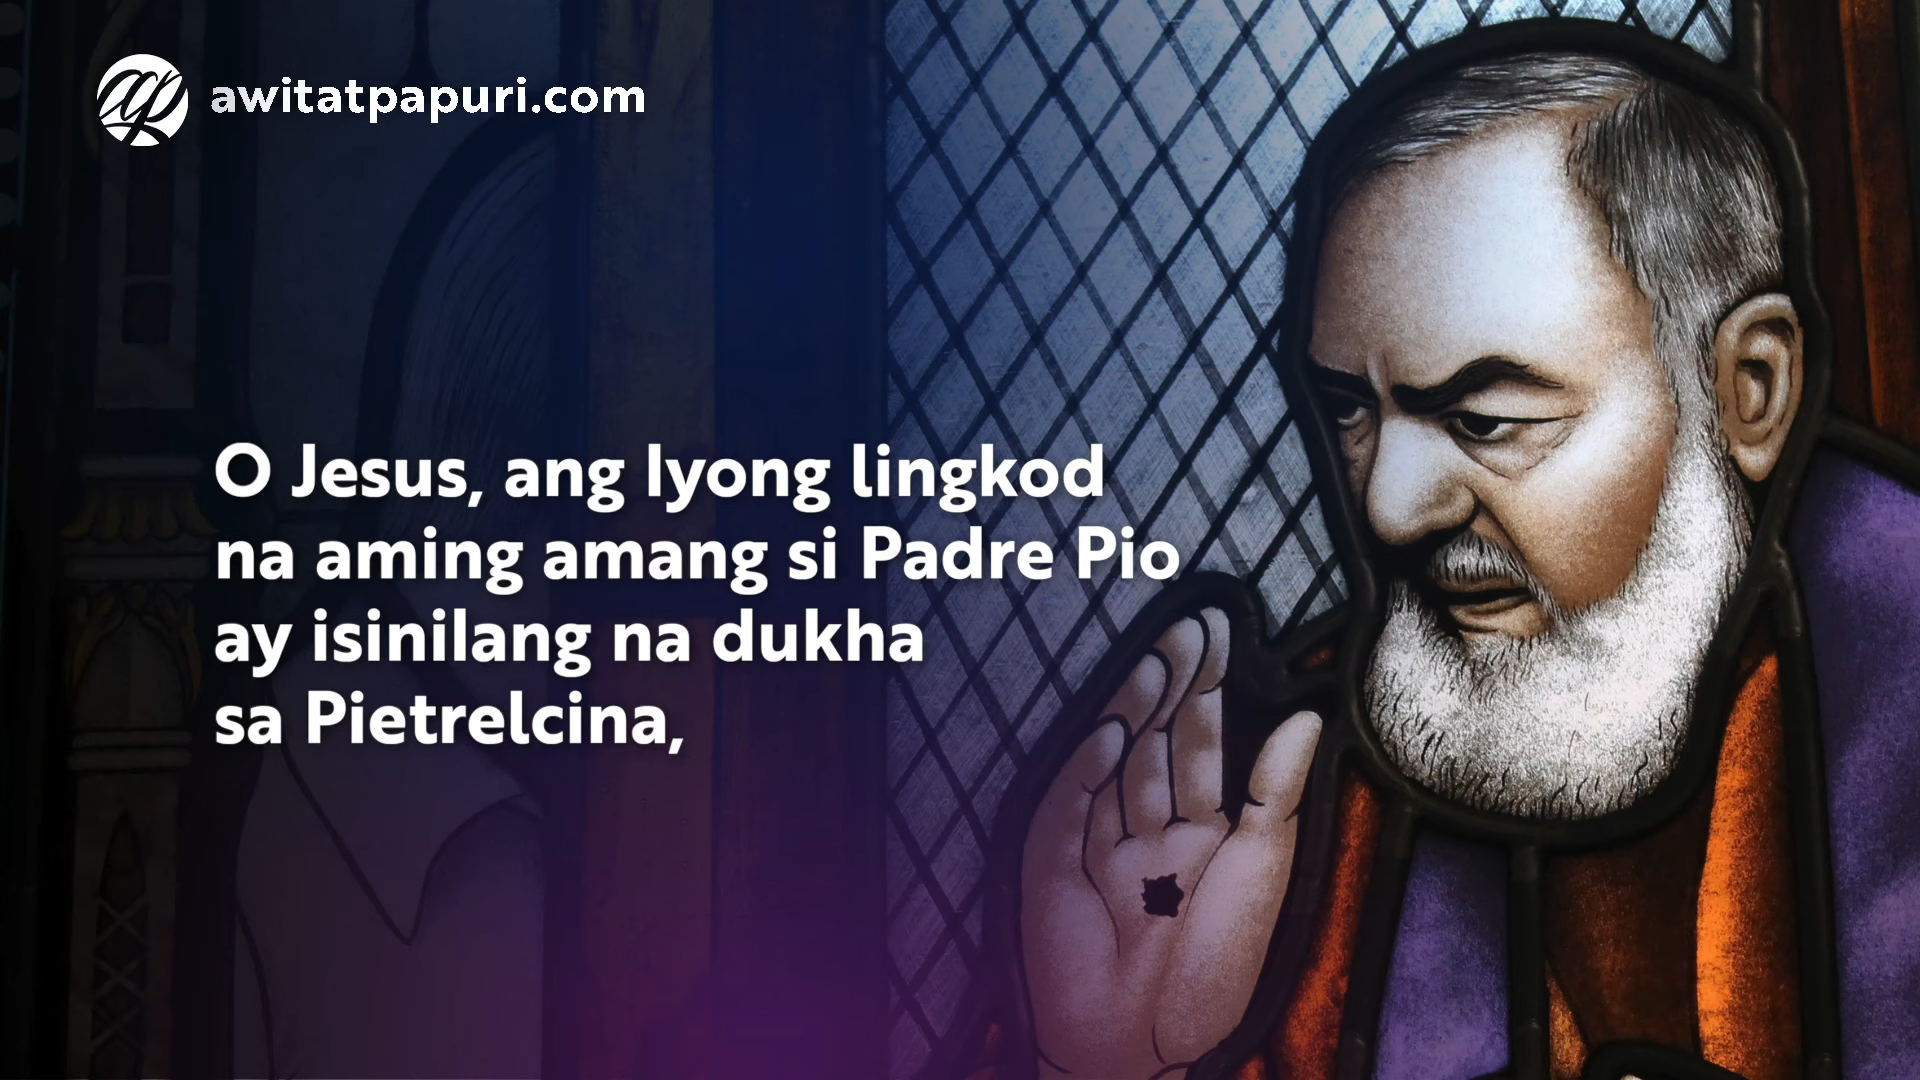 awitatpapuri.com
O Jesus, ang Iyong lingkod
na aming amang si Padre Pio
ay isinilang na dukha
sa Pietrelcina,